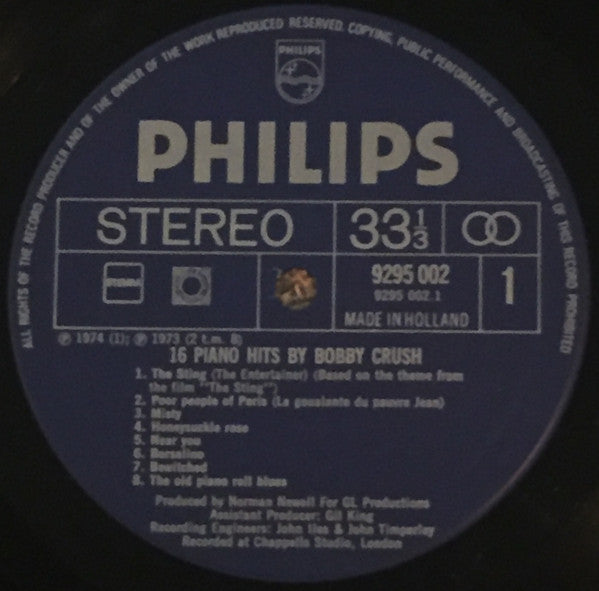 ALL RIGHTS OF THE RECORD PRODUCER AND OF THE OWNER OF THE WORK REPRODUCED RESERVED. COPYING, PUBLIC PERFORMANCE AND BROADCASTING OF THIS RECORD PROHIBITED
PHILIPS
PHILIPS
STEREO
33⅓
9295 002
9295 002.1
1
MADE IN HOLLAND
℗ 1974 (1); ℗ 1973 (2 t.m. 8)
16 PIANO HITS BY BOBBY CRUSH
1. The Sting (The Entertainer) (Based on the theme from
the film "The Sting")
2. Poor people of Paris (La goualante du pauvre Jean)
3. Misty
4. Honeysuckle rose
5. Near you
6. Borsalino
7. Bewitched
8. The old piano roll blues
Produced by Norman Newell For GL Productions
Assistant Producer: Gil King
Recording Engineers: John Iles & John Timperley
Recorded at Chappells Studio, London